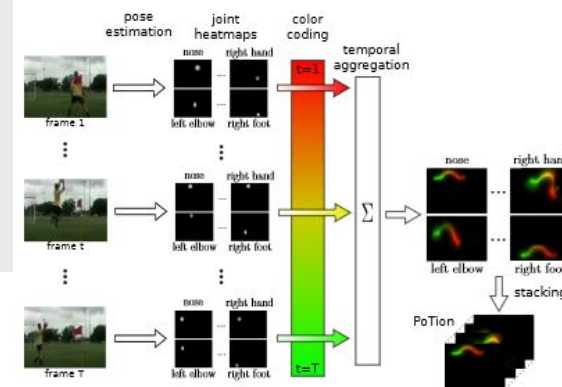 pose estimation
joint heatmaps
color coding
temporal aggregation
nose right hand
t=1
frame 1
left elbow right foot
nose right hand
frame t
left elbow right foot
Σ
nose right hand
left elbow right foot
stacking
nose right hand
frame T
left elbow right foot
t=T
PoTion